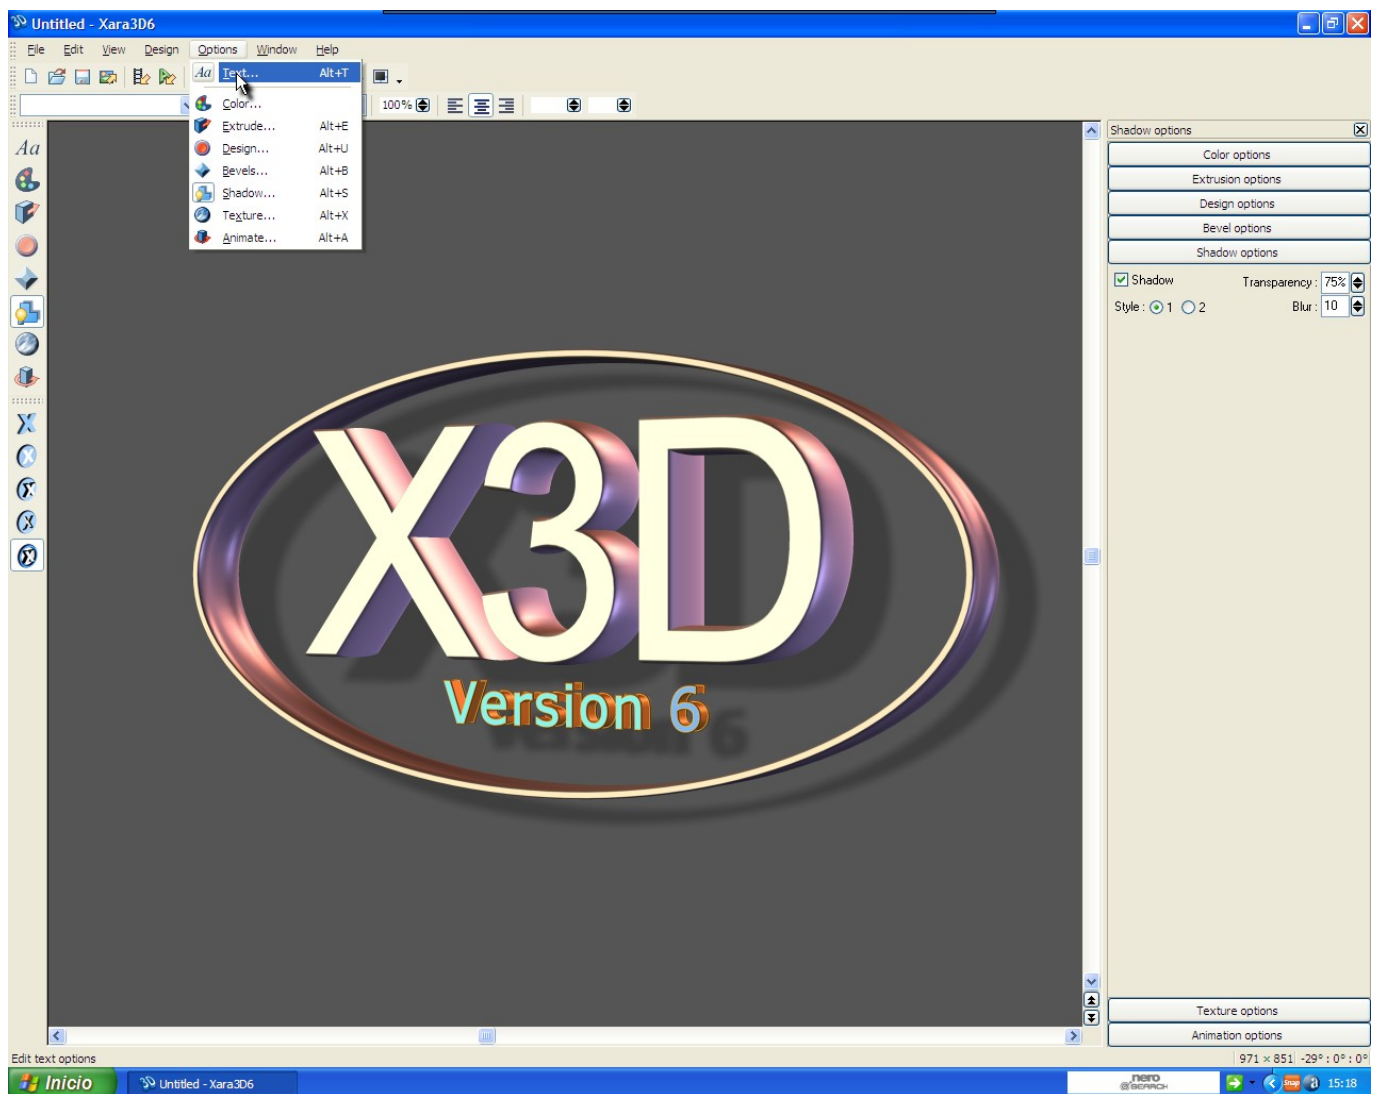 Untitled - Xara3D6
File Edit View Design Options Window Help
Aa Text... Alt+T
100%
Color...
Extrude... Alt+E
Design... Alt+U
Bevels... Alt+B
Shadow... Alt+S
Texture... Alt+X
Animate... Alt+A
Aa
Shadow options
Color options
Extrusion options
Design options
Bevel options
Shadow options
Shadow Transparency : 75%
Style : 1 2 Blur : 10
X3D
Version 6
Texture options
Animation options
Edit text options
971 × 851 -29° : 0° : 0°
Inicio
Untitled - Xara3D6
nero
SEARCH
Snap
15:18